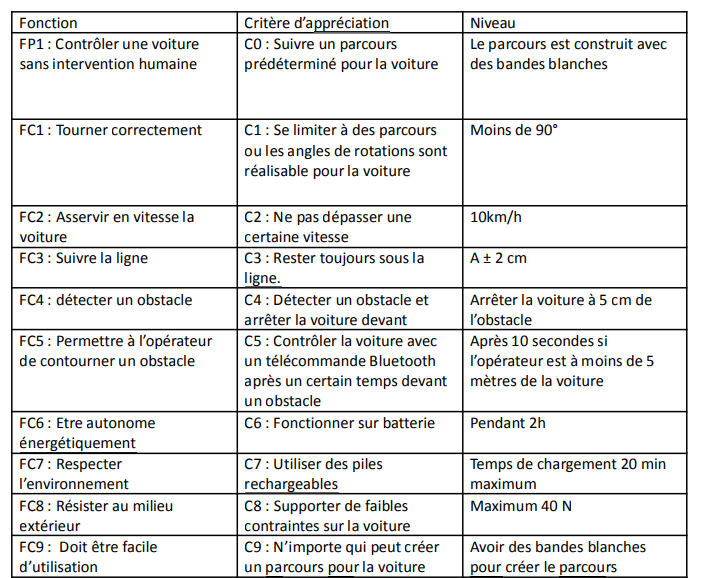 Fonction
Critère d'appréciation
Niveau
FP1 : Contrôler une voiture
sans intervention humaine
C0 : Suivre un parcours
prédéterminé pour la voiture
Le parcours est construit avec
des bandes blanches
FC1 : Tourner correctement
C1 : Se limiter à des parcours
ou les angles de rotations sont
réalisable pour la voiture
Moins de 90°
FC2 : Asservir en vitesse la
voiture
C2 : Ne pas dépasser une
certaine vitesse
10km/h
FC3 : Suivre la ligne
C3 : Rester toujours sous la
ligne.
A ± 2 cm
FC4 : détecter un obstacle
C4 : Détecter un obstacle et
arrêter la voiture devant
Arrêter la voiture à 5 cm de
l'obstacle
FC5 : Permettre à l'opérateur
de contourner un obstacle
C5 : Contrôler la voiture avec
un télécommande Bluetooth
après un certain temps devant
un obstacle
Après 10 secondes si
l'opérateur est à moins de 5
mètres de la voiture
FC6 : Etre autonome
énergétiquement
C6 : Fonctionner sur batterie
Pendant 2h
FC7 : Respecter
l'environnement
C7 : Utiliser des piles
rechargeables
Temps de chargement 20 min
maximum
FC8 : Résister au milieu
extérieur
C8 : Supporter de faibles
contraintes sur la voiture
Maximum 40 N
FC9 :  Doit être facile
d'utilisation
C9 : N'importe qui peut créer
un parcours pour la voiture
Avoir des bandes blanches
pour créer le parcours